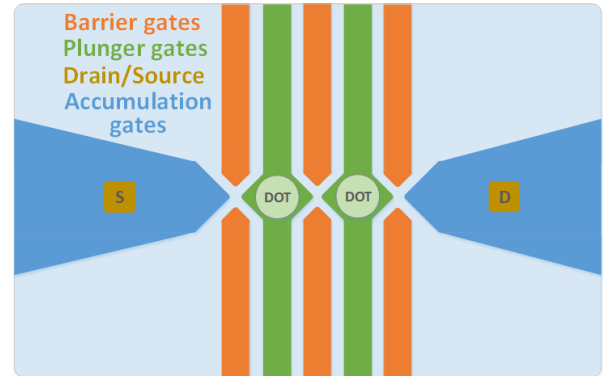 Barrier gates
Plunger gates
Drain/Source
Accumulation
gates
S
DOT
DOT
D